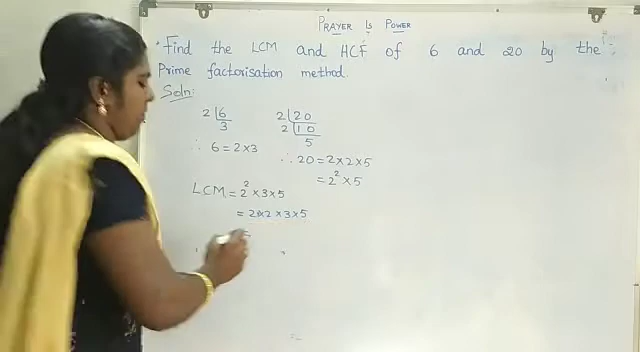 PRAYER IS POWER
Find the LCM and HCF of 6 and 20 by the
Prime factorisation method.
Soln:
2 6
3
2 20
2 10
5
∴ 6 = 2×3
∴ 20 = 2×2×5
= 2² ×5
LCM = 2² ×3×5
= 2×2×3×5
=